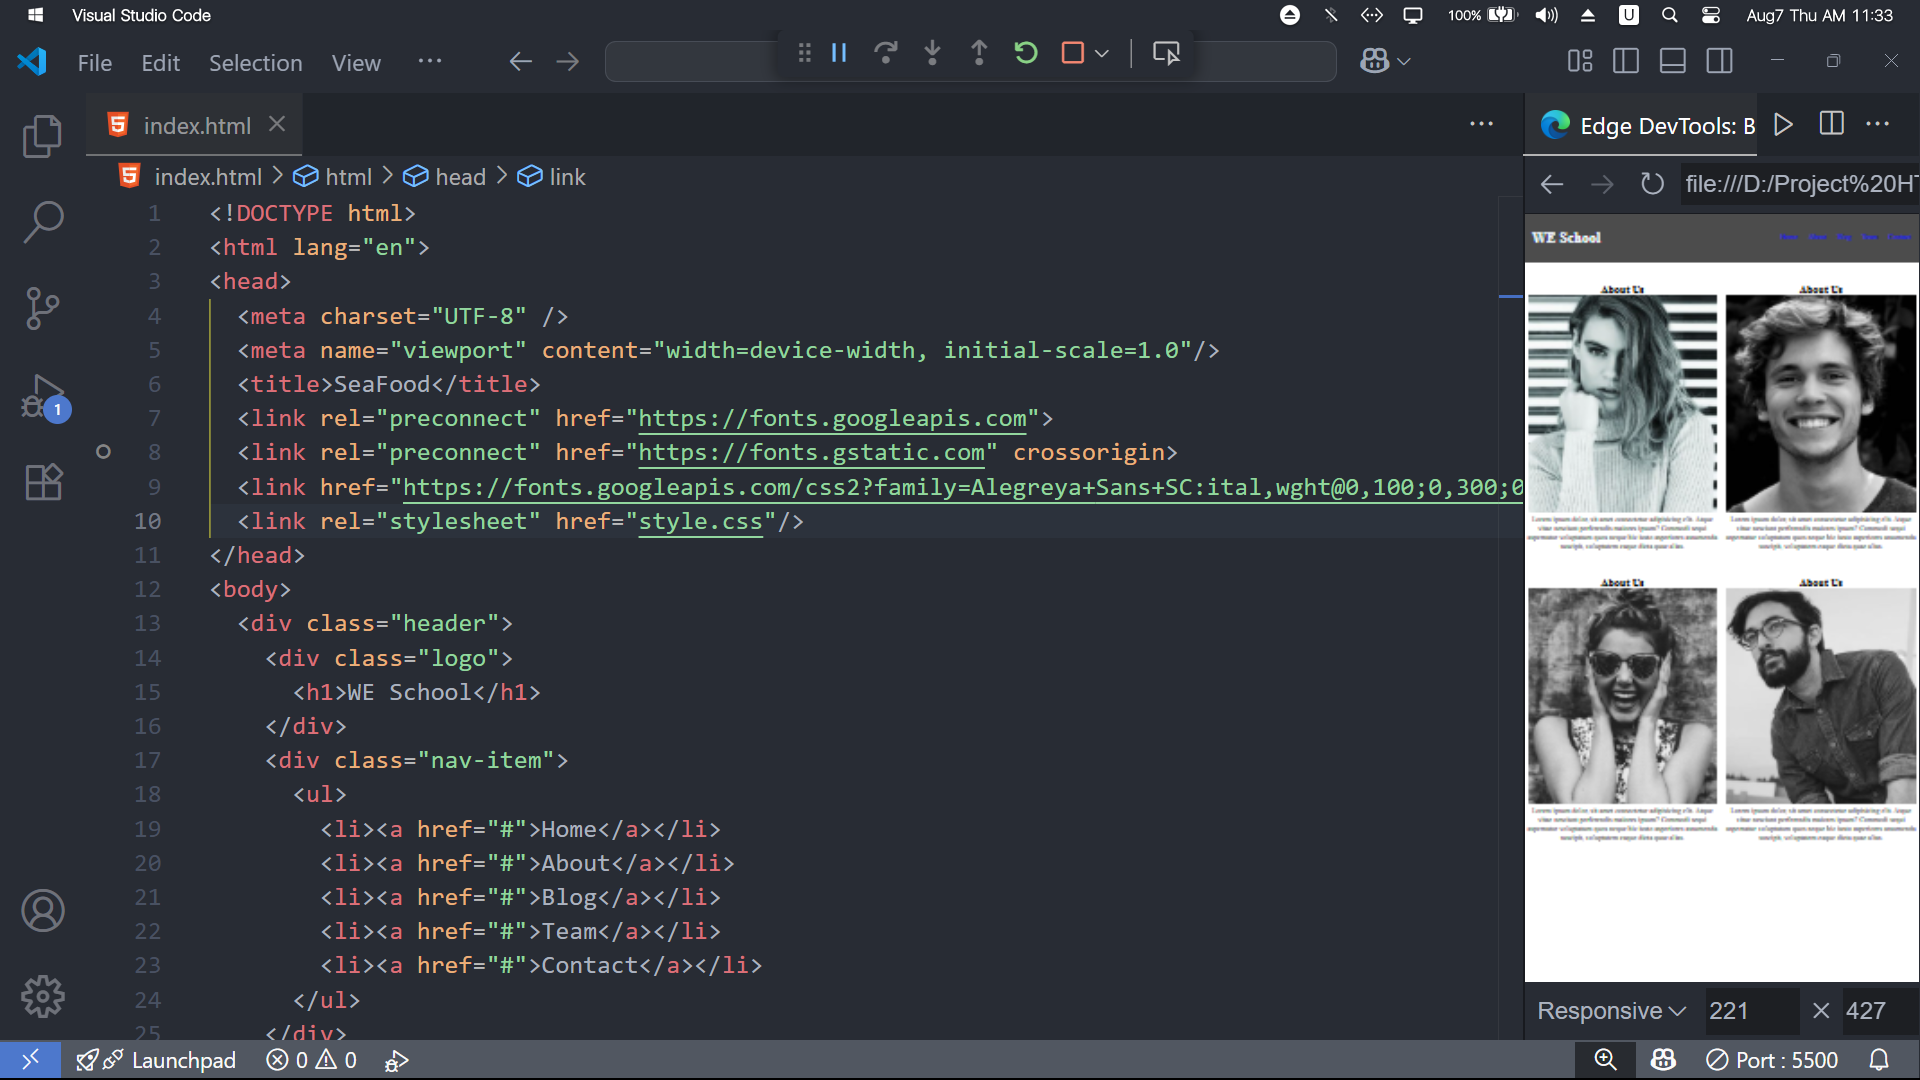 Visual Studio Code
100%
U
Aug7 Thu AM 11:33
File Edit Selection View ···
index.html
Edge DevTools: B
index.html > html > head > link
file:///D:/Project%20HT
1 <!DOCTYPE html>
2 <html lang="en">
3 <head>
4 <meta charset="UTF-8" />
5 <meta name="viewport" content="width=device-width, initial-scale=1.0"/>
6 <title>SeaFood</title>
7 <link rel="preconnect" href="https://fonts.googleapis.com">
8 <link rel="preconnect" href="https://fonts.gstatic.com" crossorigin>
9 <link href="https://fonts.googleapis.com/css2?family=Alegreya+Sans+SC:ital,wght@0,100;0,300;0
10 <link rel="stylesheet" href="style.css"/>
11 </head>
12 <body>
13 <div class="header">
14 <div class="logo">
15 <h1>WE School</h1>
16 </div>
17 <div class="nav-item">
18 <ul>
19 <li><a href="#">Home</a></li>
20 <li><a href="#">About</a></li>
21 <li><a href="#">Blog</a></li>
22 <li><a href="#">Team</a></li>
23 <li><a href="#">Contact</a></li>
24 </ul>
25 </div>
1
WE School
About Us
About Us
About Us
About Us
Responsive 221 × 427
Launchpad 0 0
Port : 5500